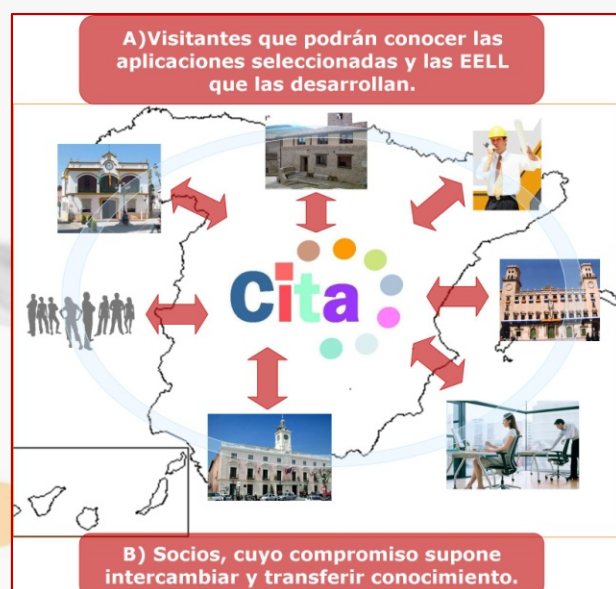 A)Visitantes que podrán conocer las
aplicaciones seleccionadas y las EELL
que las desarrollan.
Cita
B) Socios, cuyo compromiso supone
intercambiar y transferir conocimiento.